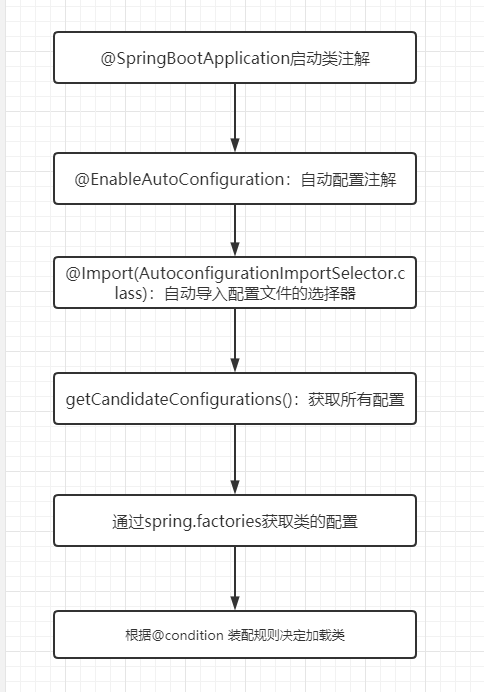 @SpringBootApplication启动类注解
@EnableAutoConfiguration：自动配置注解
@Import(AutoconfigurationImportSelector.c
lass)：自动导入配置文件的选择器
getCandidateConfigurations()：获取所有配置
通过spring.factories获取类的配置
根据@condition 装配规则决定加载类